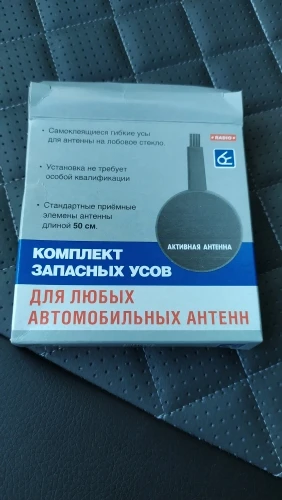 • Самоклеящиеся гибкие усы
для антенны на лобовое стекло.
RADIO
• Установка не требует
особой квалификации
• Стандартные приёмные
элемены антенны
длиной 50 см.
АКТИВНАЯ АНТЕННА
КОМПЛЕКТ
ЗАПАСНЫХ УСОВ
ДЛЯ ЛЮБЫХ
АВТОМОБИЛЬНЫХ АНТЕНН